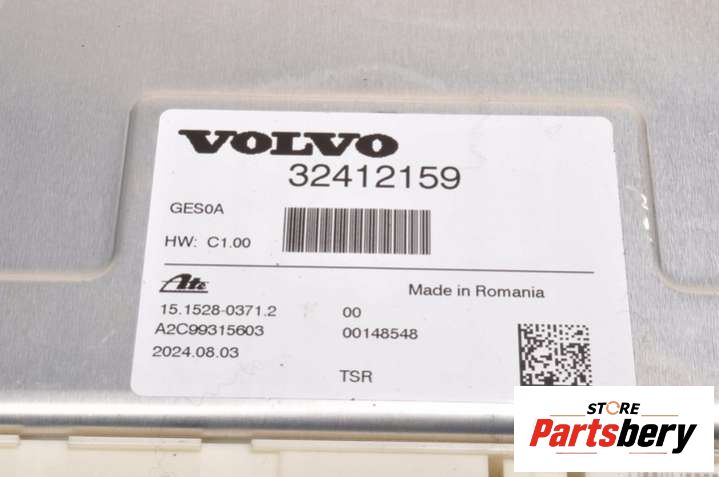 VOLVO
32412159
GES0A
HW: C1.00
Ate
Made in Romania
15.1528-0371.2 00
A2C99315603 00148548
2024.08.03
TSR
STORE
Partsbery